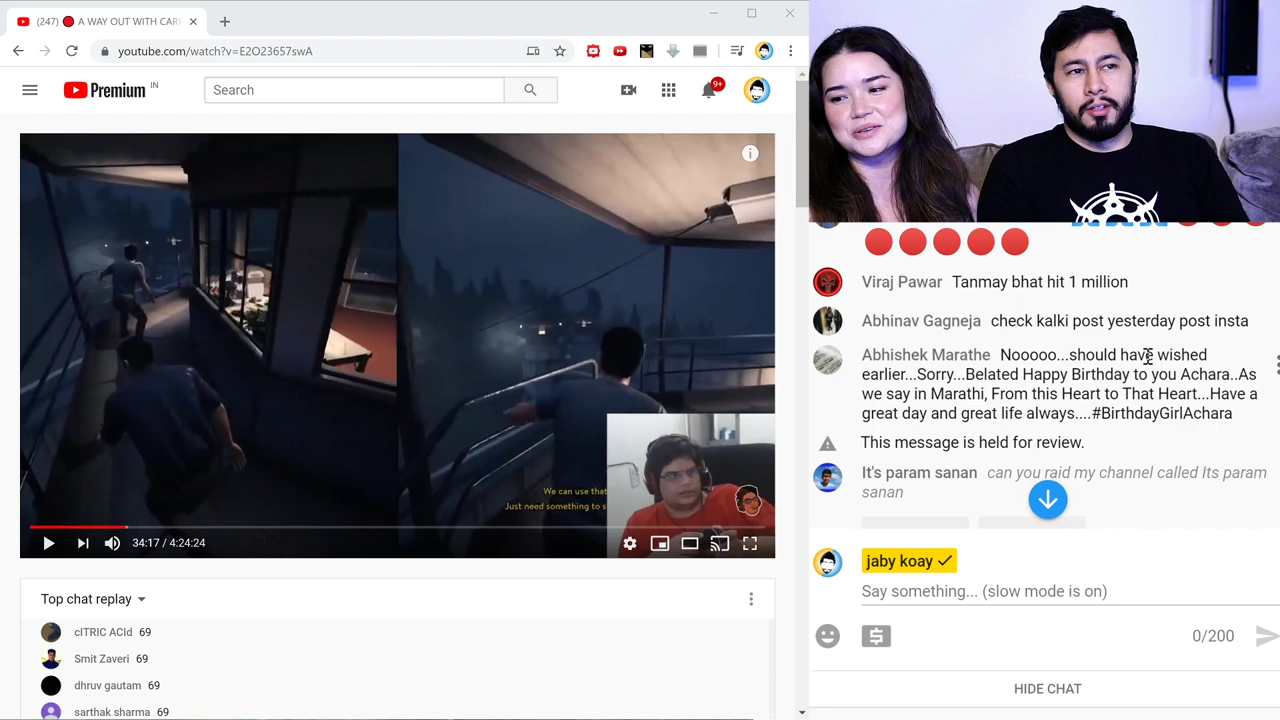 (247) 🔴 A WAY OUT WITH CARR
youtube.com/watch?v=E2O23657swA
Premium IN
Search
9+
We can use that
Just need something to s
34:17 / 4:24:24
Top chat replay
cITRIC ACId 69
Smit Zaveri 69
dhruv gautam 69
sarthak sharma 69
Viraj Pawar Tanmay bhat hit 1 million
Abhinav Gagneja check kalki post yesterday post insta
Abhishek Marathe Nooooo...should have wished
earlier...Sorry...Belated Happy Birthday to you Achara..As
we say in Marathi, From this Heart to That Heart...Have a
great day and great life always....#BirthdayGirlAchara
This message is held for review.
It's param sanan can you raid my channel called Its param
sanan
jaby koay
Say something... (slow mode is on)
0/200
HIDE CHAT